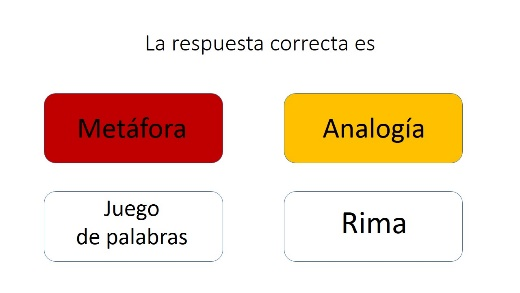 La respuesta correcta es
Metáfora
Analogía
Juego
de palabras
Rima